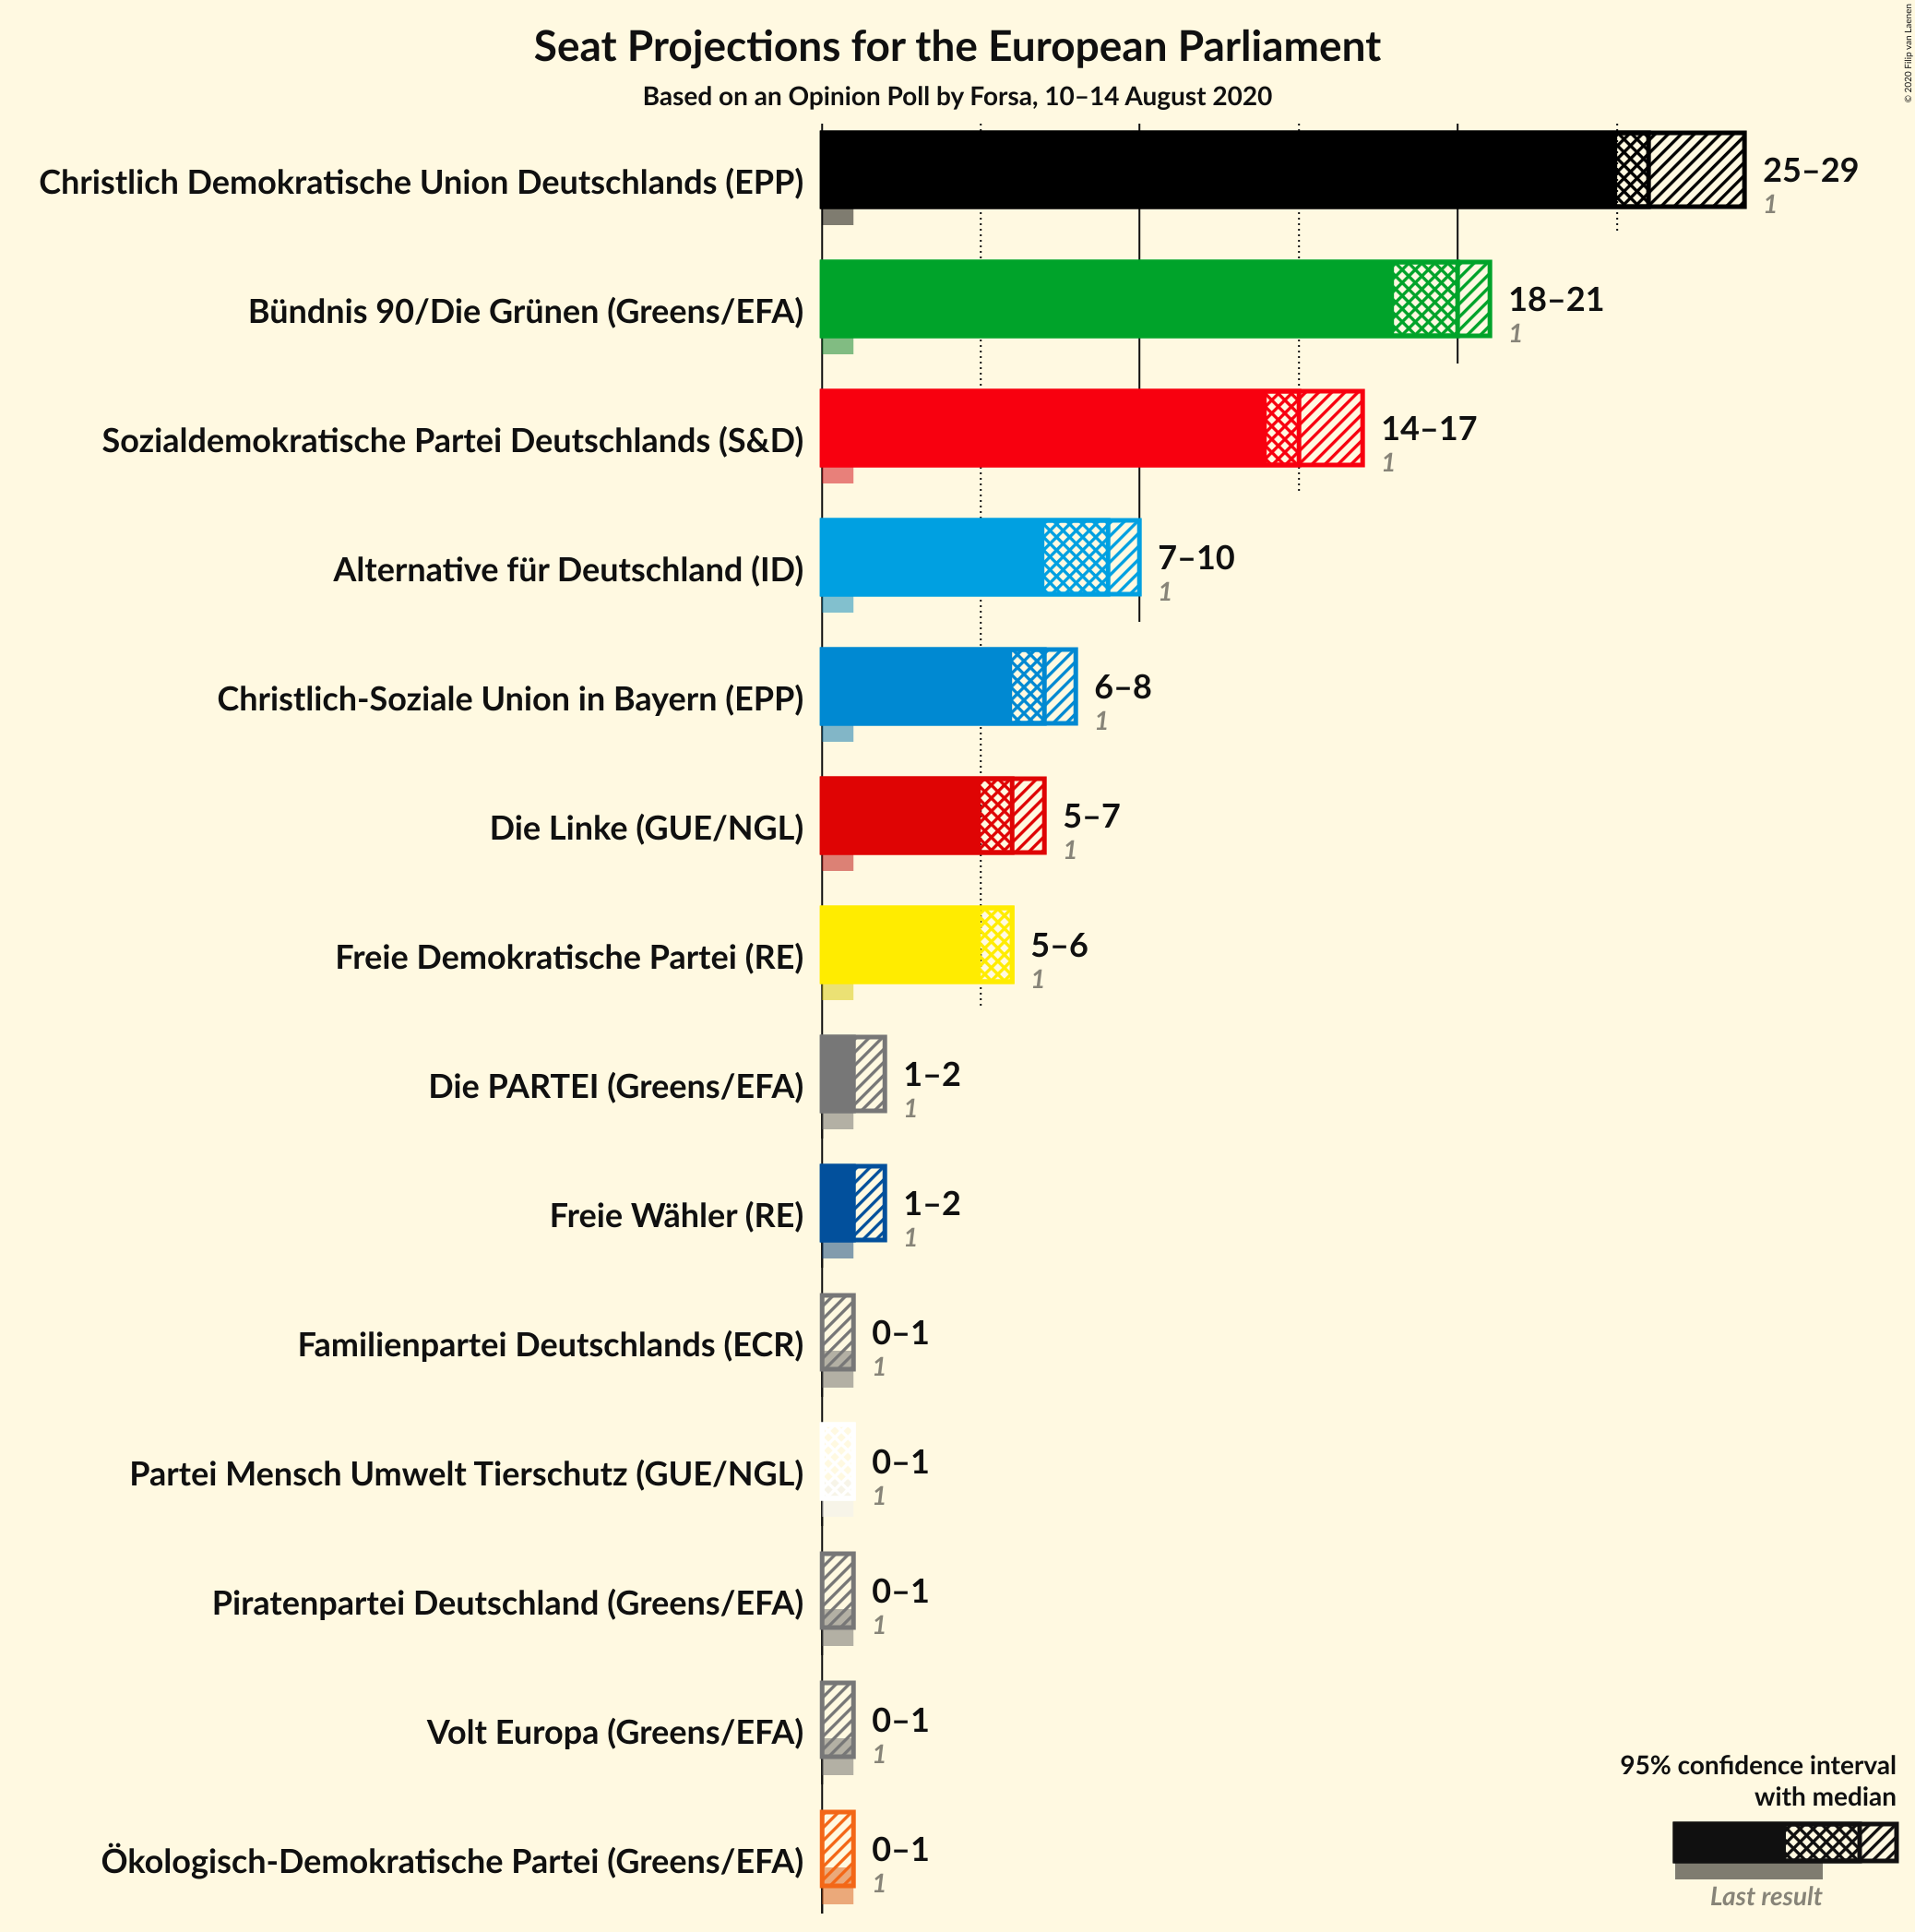 Seat Projections for the European Parliament
Based on an Opinion Poll by Forsa, 10–14 August 2020
© 2020 Filip van Laenen
Christlich Demokratische Union Deutschlands (EPP)
25–29
1
Bündnis 90/Die Grünen (Greens/EFA)
18–21
1
Sozialdemokratische Partei Deutschlands (S&D)
14–17
1
Alternative für Deutschland (ID)
7–10
1
Christlich-Soziale Union in Bayern (EPP)
6–8
1
Die Linke (GUE/NGL)
5–7
1
Freie Demokratische Partei (RE)
5–6
1
Die PARTEI (Greens/EFA)
1–2
1
Freie Wähler (RE)
1–2
1
Familienpartei Deutschlands (ECR)
0–1
1
Partei Mensch Umwelt Tierschutz (GUE/NGL)
0–1
1
Piratenpartei Deutschland (Greens/EFA)
0–1
1
Volt Europa (Greens/EFA)
0–1
1
Ökologisch-Demokratische Partei (Greens/EFA)
0–1
1
95% confidence interval
with median
Last result